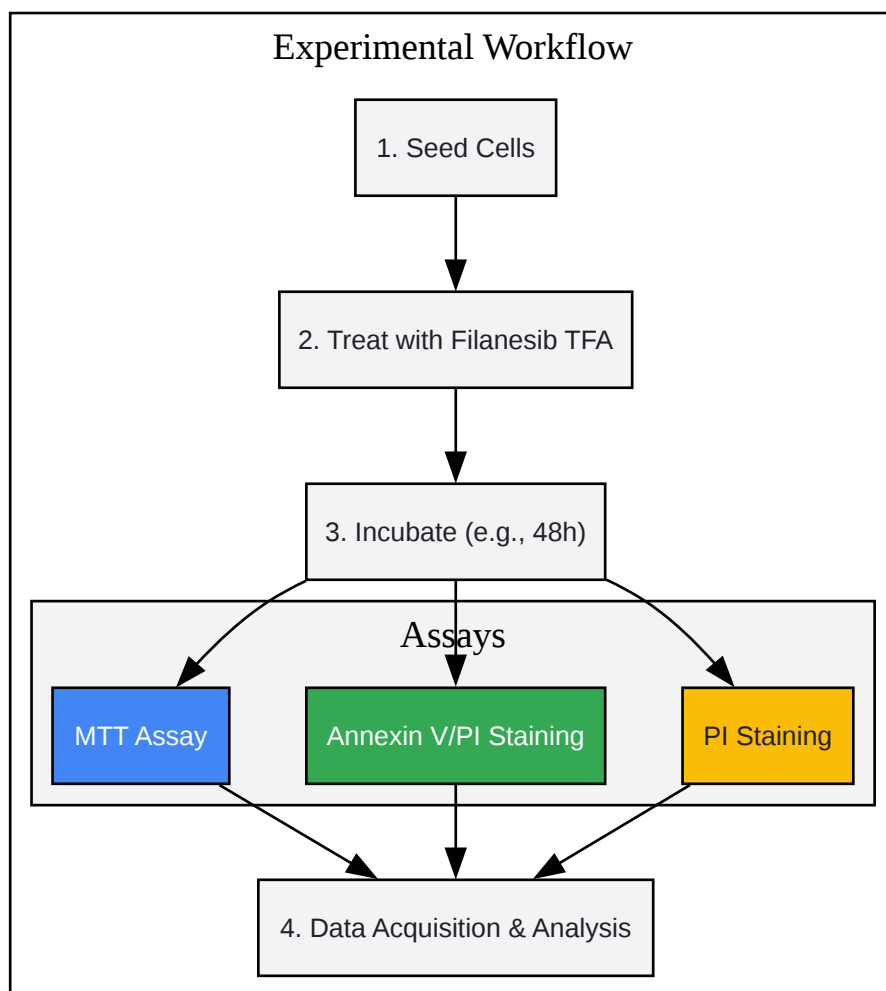 Experimental Workflow
1. Seed Cells
2. Treat with Filanesib TFA
3. Incubate (e.g., 48h)
Assays
MTT Assay
Annexin V/PI Staining
PI Staining
4. Data Acquisition & Analysis